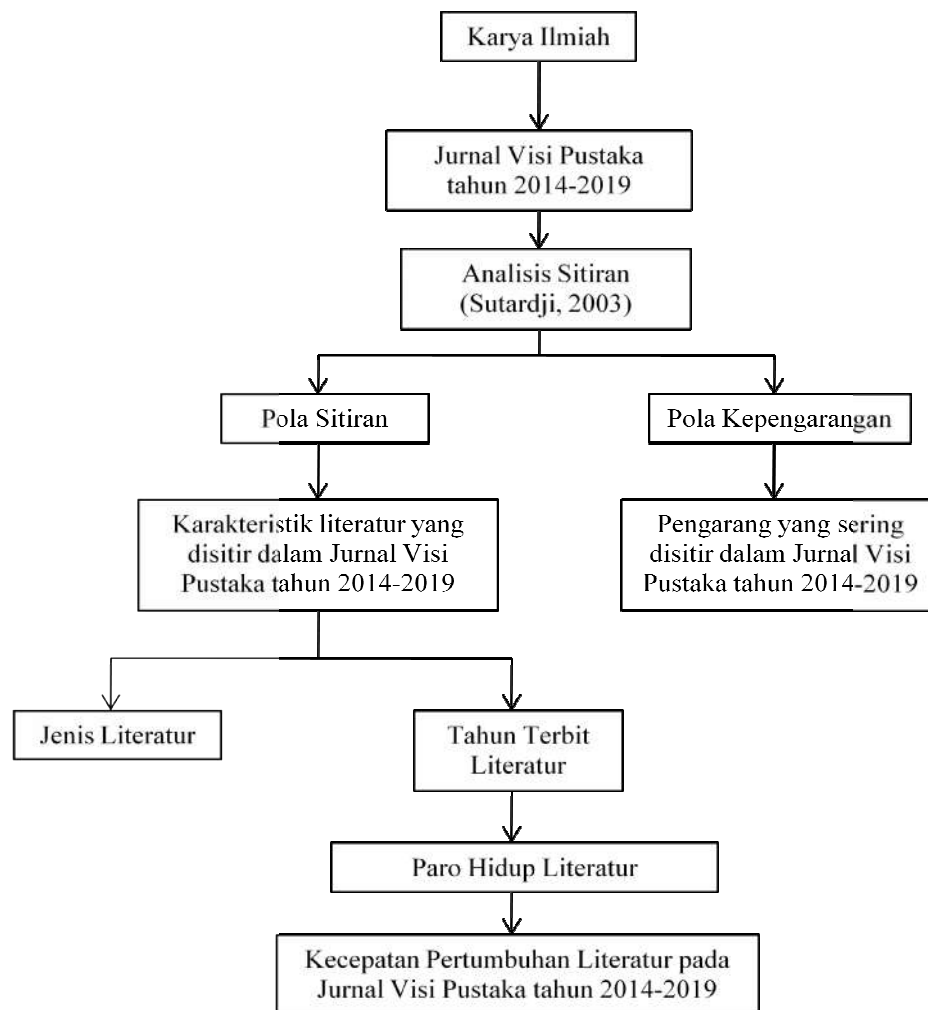 Karya Ilmiah
Jurnal Visi Pustaka
tahun 2014-2019
Analisis Sitiran
(Sutardji, 2003)
Pola Sitiran
Pola Kepengarangan
Karakteristik literatur yang
disitir dalam Jurnal Visi
Pustaka tahun 2014-2019
Pengarang yang sering
disitir dalam Jurnal Visi
Pustaka tahun 2014-2019
Jenis Literatur
Tahun Terbit
Literatur
Paro Hidup Literatur
Kecepatan Pertumbuhan Literatur pada
Jurnal Visi Pustaka tahun 2014-2019